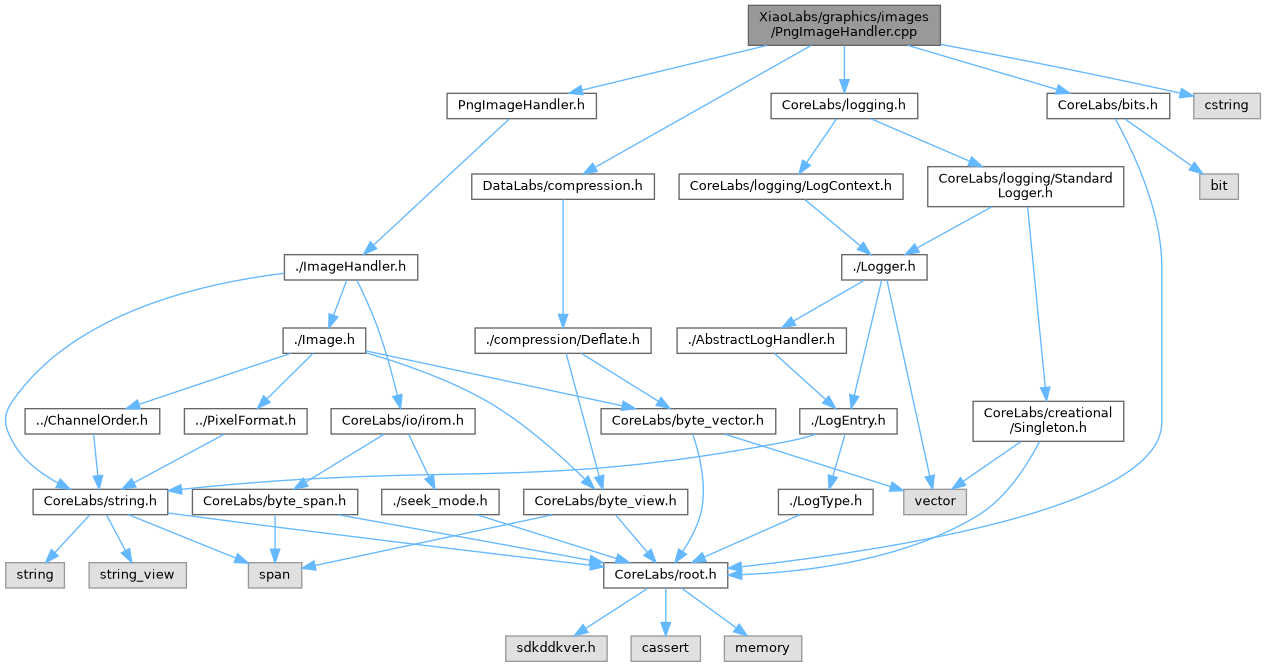 XiaoLabs/graphics/images
/PngImageHandler.cpp
PngImageHandler.h
CoreLabs/logging.h
CoreLabs/bits.h
cstring
DataLabs/compression.h
CoreLabs/logging/LogContext.h
CoreLabs/logging/Standard
Logger.h
bit
./ImageHandler.h
./Logger.h
./Image.h
./compression/Deflate.h
./AbstractLogHandler.h
../ChannelOrder.h
../PixelFormat.h
CoreLabs/io/irom.h
CoreLabs/byte_vector.h
./LogEntry.h
CoreLabs/creational
/Singleton.h
CoreLabs/string.h
CoreLabs/byte_span.h
./seek_mode.h
CoreLabs/byte_view.h
./LogType.h
vector
string
string_view
span
CoreLabs/root.h
sdkddkver.h
cassert
memory